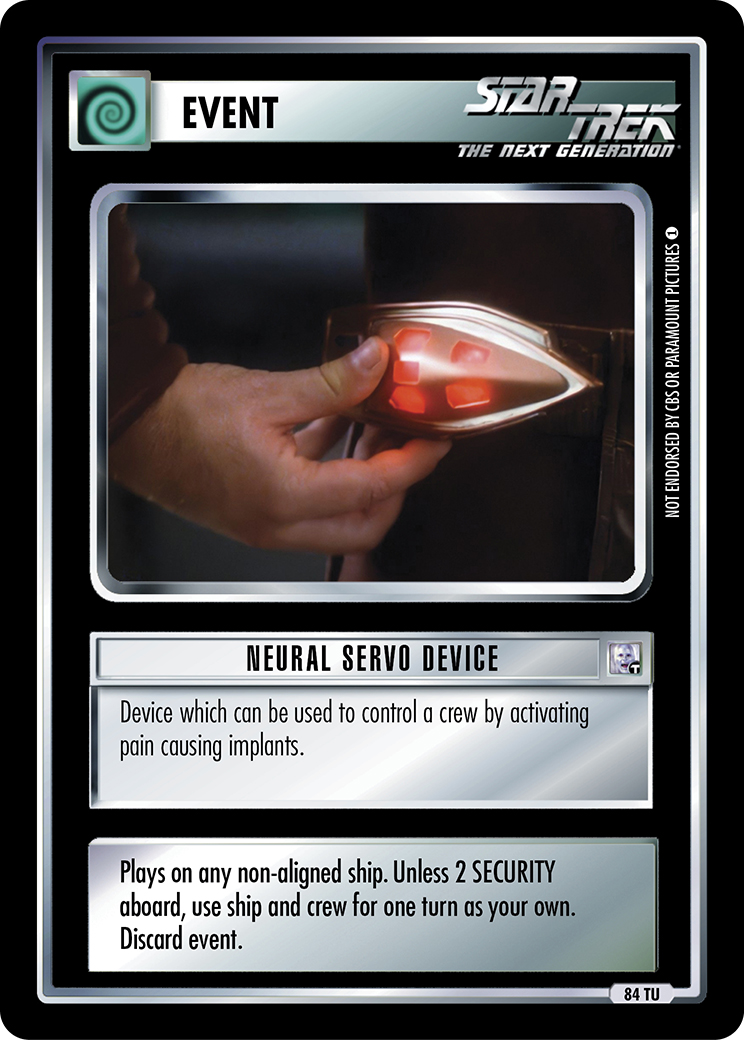 EVENT
STAR TREK
THE NEXT GENERATION
NOT ENDORSED BY CBS OR PARAMOUNT PICTURES 1
NEURAL SERVO DEVICE
T
Device which can be used to control a crew by activating
pain causing implants.
Plays on any non-aligned ship. Unless 2 SECURITY
aboard, use ship and crew for one turn as your own.
Discard event.
84 TU